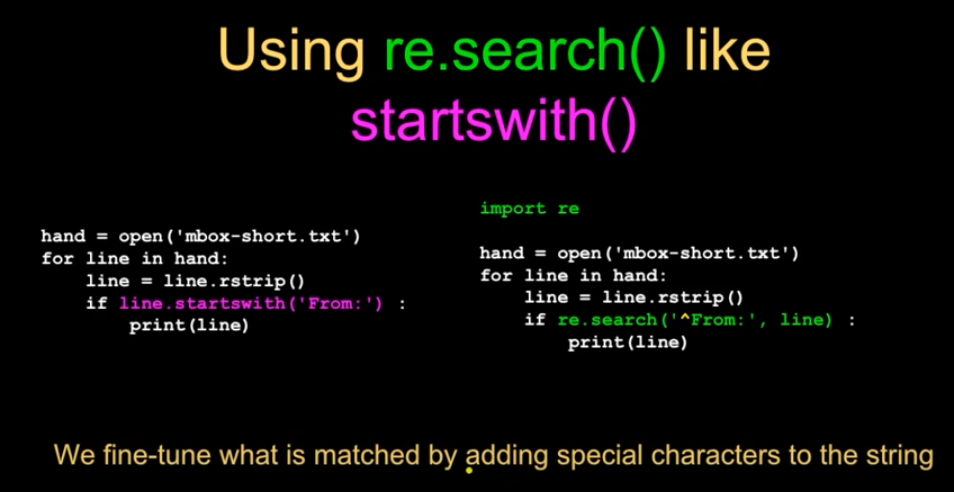 Using re.search() like
startswith()
hand = open('mbox-short.txt')
for line in hand:
    line = line.rstrip()
    if line.startswith('From:') :
        print(line)
import re
hand = open('mbox-short.txt')
for line in hand:
    line = line.rstrip()
    if re.search('^From:', line) :
        print(line)
We fine-tune what is matched by adding special characters to the string